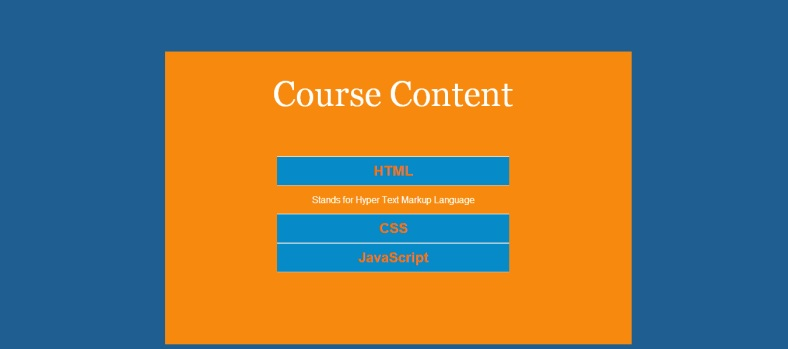 Course Content
HTML
Stands for Hyper Text Markup Language
CSS
JavaScript